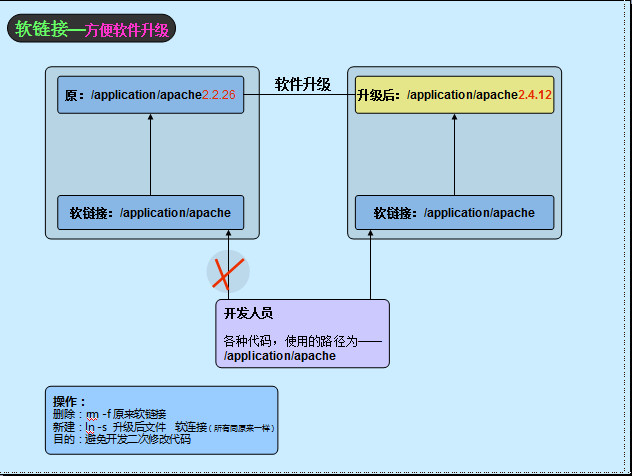 软链接—方便软件升级
原：/application/apache2.2.26
软件升级
升级后：/application/apache2.4.12
软链接：/application/apache
软链接：/application/apache
开发人员
各种代码，使用的路径为——
/application/apache
操作：
删除：rm -f 原来软链接
新建：ln -s 升级后文件 软连接（所有同原来一样）
目的：避免开发二次修改代码